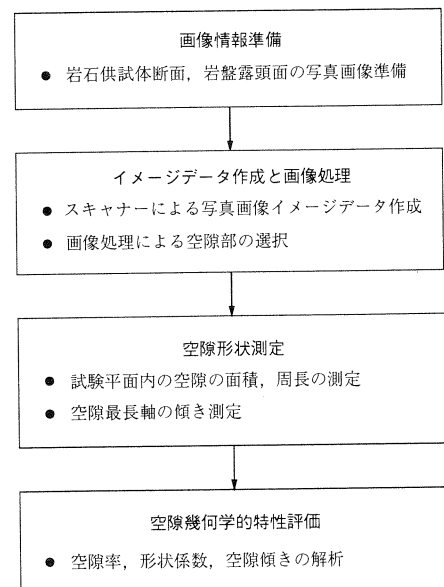 画像情報準備
● 岩石供試体断面，岩盤露頭面の写真画像準備
イメージデータ作成と画像処理
● スキャナーによる写真画像イメージデータ作成
● 画像処理による空隙部の選択
空隙形状測定
● 試験平面内の空隙の面積，周長の測定
● 空隙最長軸の傾き測定
空隙幾何学的特性評価
● 空隙率，形状係数，空隙傾きの解析